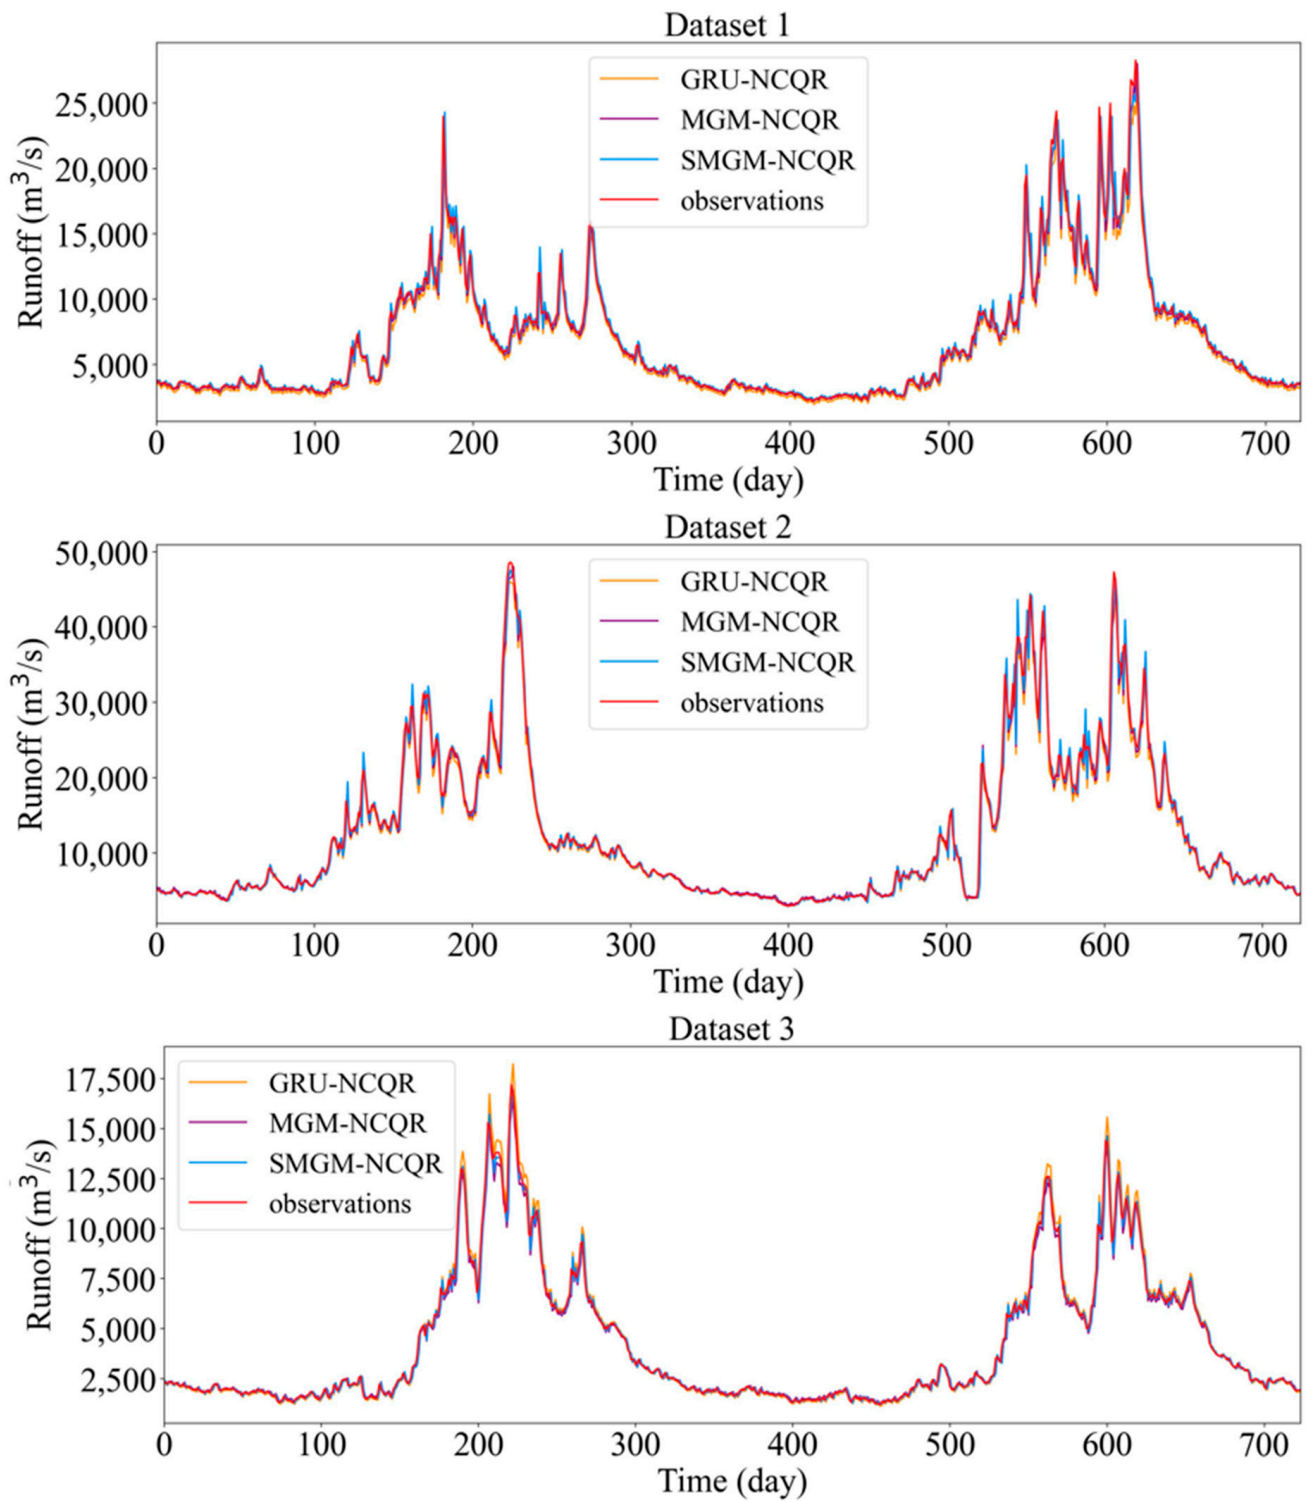 Dataset 1
Runoff (m³/s)
25,000
20,000
15,000
10,000
5,000
GRU-NCQR
MGM-NCQR
SMGM-NCQR
observations
0 100 200 300 400 500 600 700
Time (day)
Dataset 2
Runoff (m³/s)
50,000
40,000
30,000
20,000
10,000
GRU-NCQR
MGM-NCQR
SMGM-NCQR
observations
0 100 200 300 400 500 600 700
Time (day)
Dataset 3
Runoff (m³/s)
17,500
15,000
12,500
10,000
7,500
5,000
2,500
GRU-NCQR
MGM-NCQR
SMGM-NCQR
observations
0 100 200 300 400 500 600 700
Time (day)